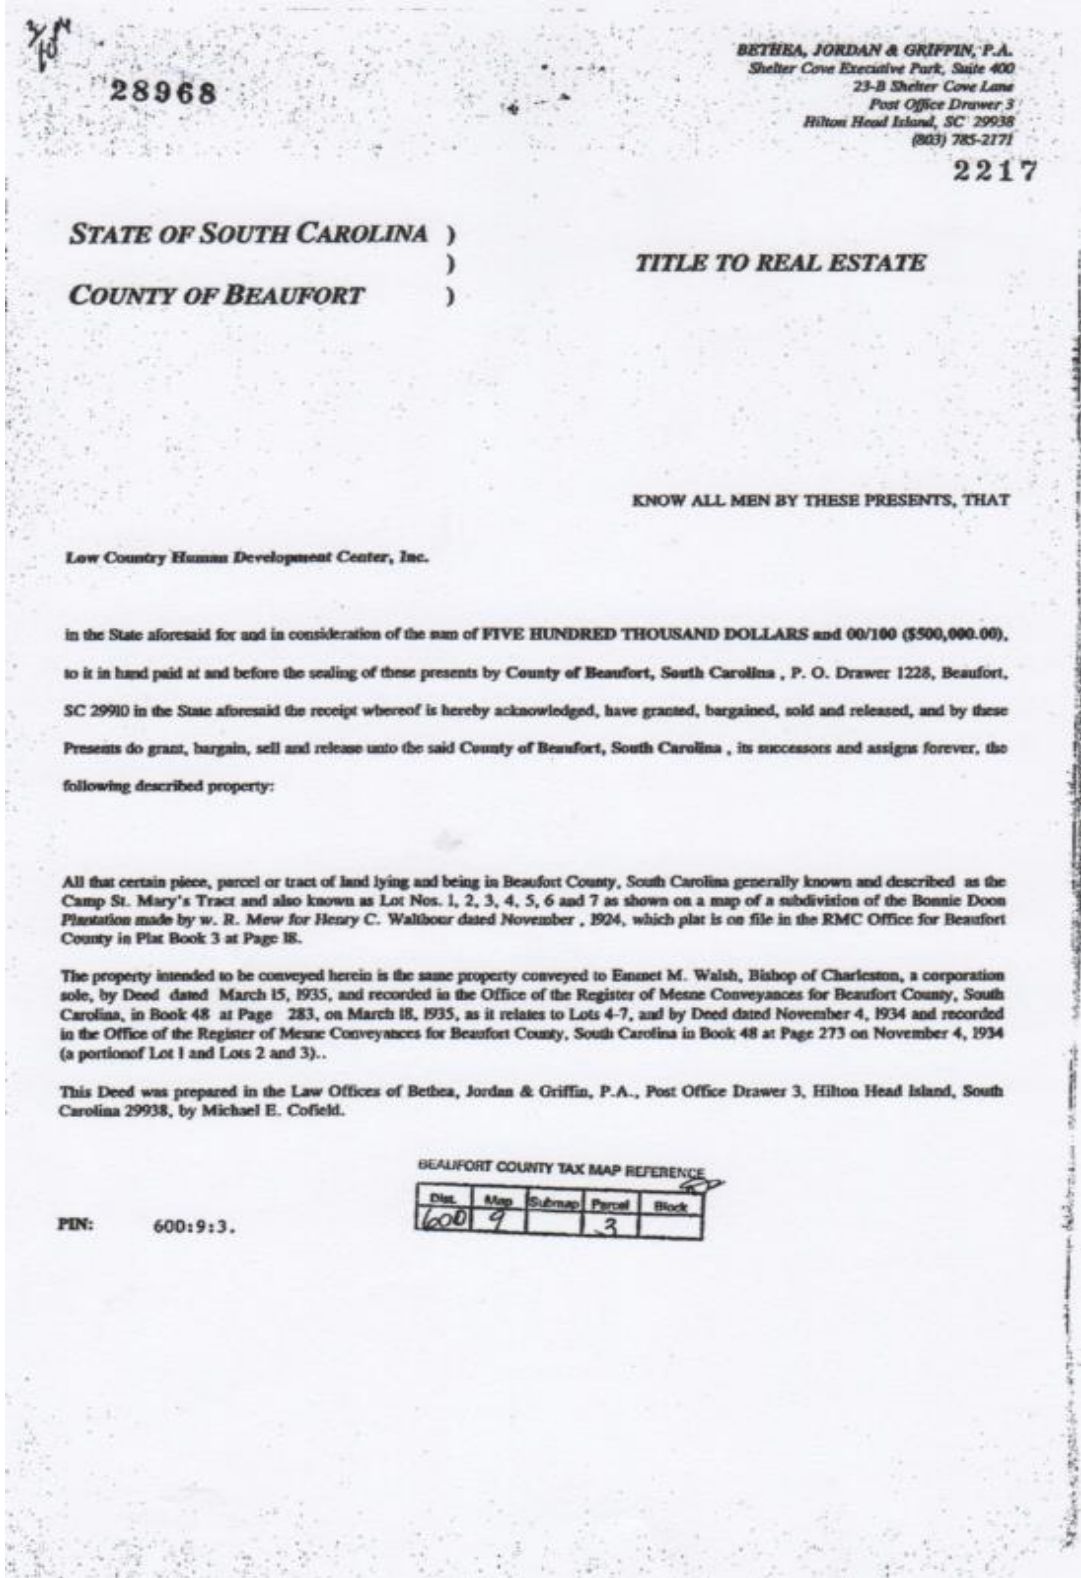 28968
BETHEA, JORDAN & GRIFFIN, P.A.
Shelter Cove Executive Park, Suite 400
23-B Shelter Cove Lane
Post Office Drawer 3
Hilton Head Island, SC 29938
(803) 785-2171
2217
STATE OF SOUTH CAROLINA )
)
COUNTY OF BEAUFORT )
TITLE TO REAL ESTATE
KNOW ALL MEN BY THESE PRESENTS, THAT
Low Country Human Development Center, Inc.
in the State aforesaid for and in consideration of the sum of FIVE HUNDRED THOUSAND DOLLARS and 00/100 ($500,000.00),
to it in hand paid at and before the sealing of these presents by County of Beaufort, South Carolina , P. O. Drawer 1228, Beaufort,
SC 29910 in the State aforesaid the receipt whereof is hereby acknowledged, have granted, bargained, sold and released, and by these
Presents do grant, bargain, sell and release unto the said County of Beaufort, South Carolina , its successors and assigns forever, the
following described property:
All that certain piece, parcel or tract of land lying and being in Beaufort County, South Carolina generally known and described as the
Camp St. Mary's Tract and also known as Lot Nos. 1, 2, 3, 4, 5, 6 and 7 as shown on a map of a subdivision of the Bonnie Doon
Plantation made by w. R. Mew for Henry C. Walthour dated November , 1924, which plat is on file in the RMC Office for Beaufort
County in Plat Book 3 at Page 18.
The property intended to be conveyed herein is the same property conveyed to Emmet M. Walsh, Bishop of Charleston, a corporation
sole, by Deed dated March 15, 1935, and recorded in the Office of the Register of Mesne Conveyances for Beaufort County, South
Carolina, in Book 48 at Page 283, on March 18, 1935, as it relates to Lots 4-7, and by Deed dated November 4, 1934 and recorded
in the Office of the Register of Mesne Conveyances for Beaufort County, South Carolina in Book 48 at Page 273 on November 4, 1934
(a portionof Lot 1 and Lots 2 and 3)..
This Deed was prepared in the Law Offices of Bethea, Jordan & Griffin, P.A., Post Office Drawer 3, Hilton Head Island, South
Carolina 29938, by Michael E. Cofield.
BEAUFORT COUNTY TAX MAP REFERENCE
Dist. Map Submap Parcel Block
600 9 3
PIN: 600:9:3.